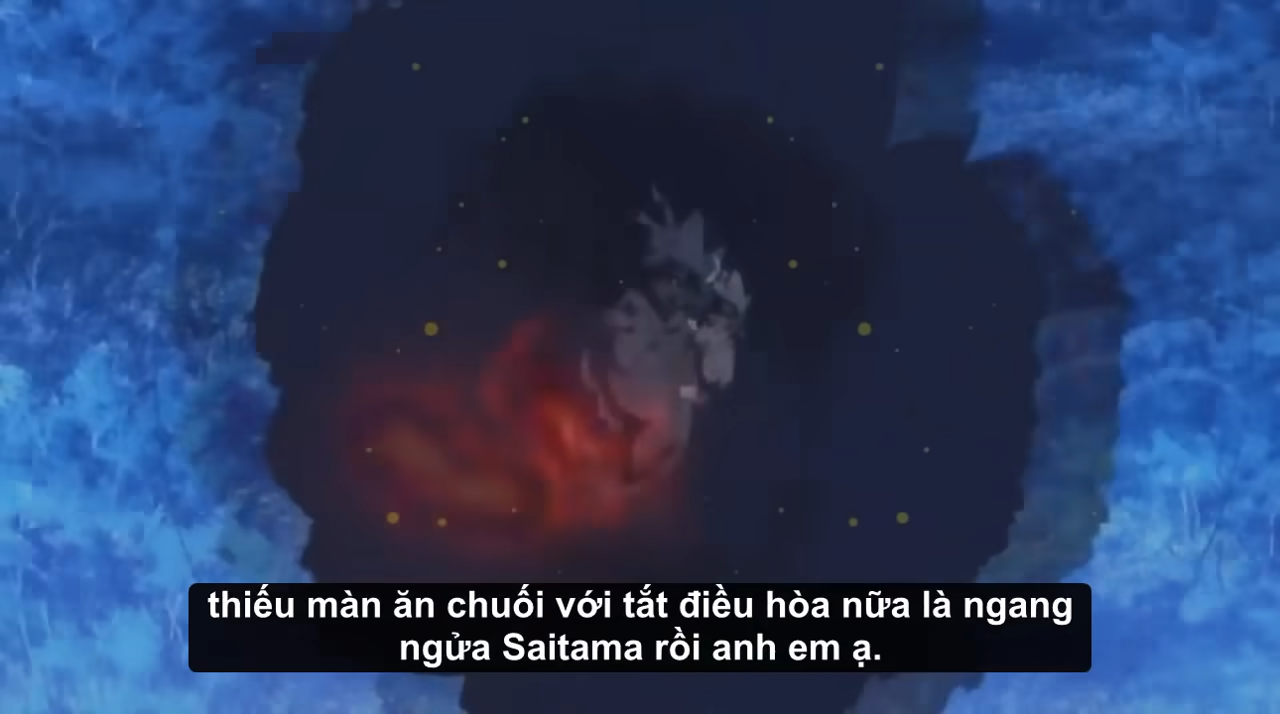 thiếu màn ăn chuối với tắt điều hòa nữa là ngang
ngửa Saitama rồi anh em ạ.